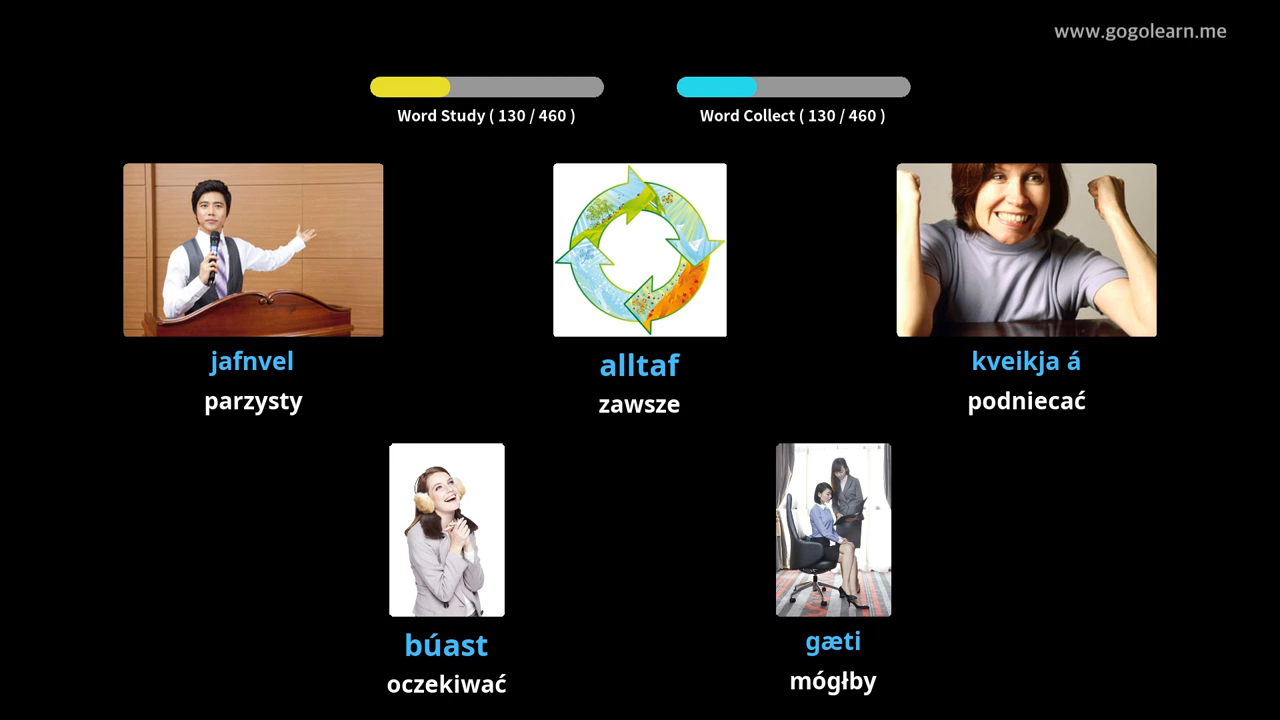 www.gogolearn.me
Word Study ( 130 / 460 )
Word Collect ( 130 / 460 )
jafnvel
parzysty
alltaf
zawsze
kveikja á
podniecać
búast
oczekiwać
gæti
mógłby